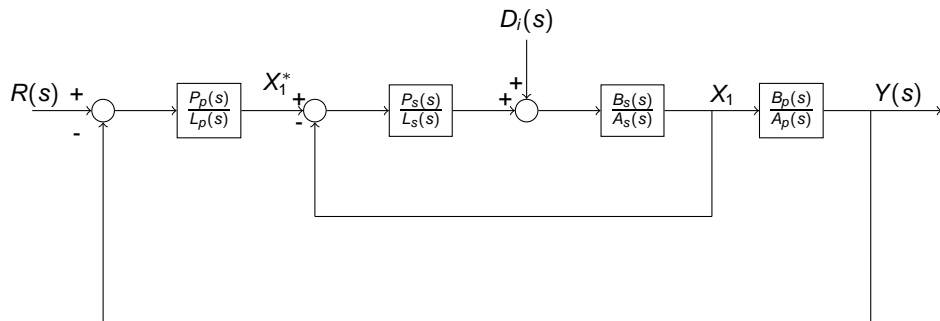 D_i(s)
R(s) + - P_p(s)/L_p(s) X_1^* + - P_s(s)/L_s(s) + + B_s(s)/A_s(s) X_1 B_p(s)/A_p(s) Y(s)